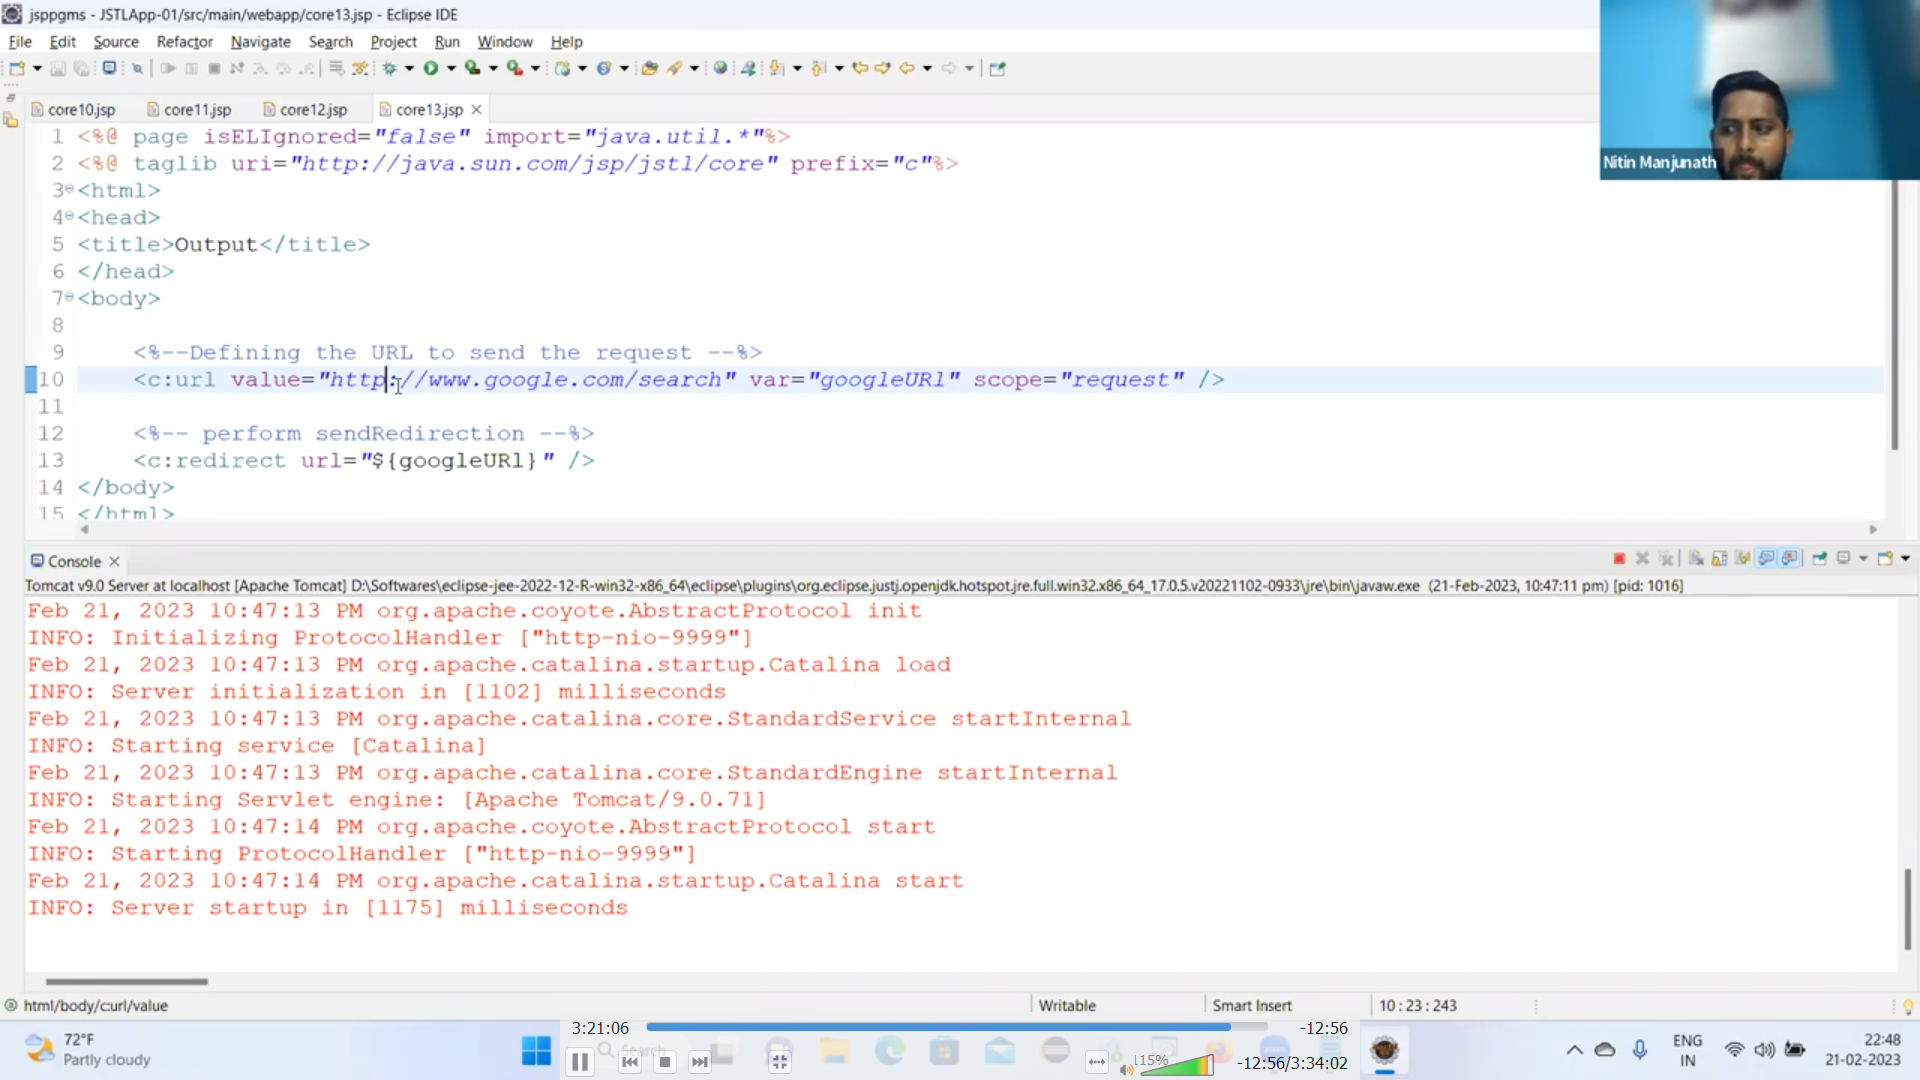 jsppgms - JSTLApp-01/src/main/webapp/core13.jsp - Eclipse IDE
File Edit Source Refactor Navigate Search Project Run Window Help
core10.jsp core11.jsp core12.jsp core13.jsp
Nitin Manjunath
1 <%@ page isELIgnored="false" import="java.util.*"%>
2 <%@ taglib uri="http://java.sun.com/jsp/jstl/core" prefix="c"%>
3 <html>
4 <head>
5 <title>Output</title>
6 </head>
7 <body>
8
9 <%--Defining the URL to send the request --%>
10 <c:url value="http://www.google.com/search" var="googleURl" scope="request" />
11
12 <%-- perform sendRedirection --%>
13 <c:redirect url="${googleURl}" />
14 </body>
15 </html>
Console
Tomcat v9.0 Server at localhost [Apache Tomcat] D:\Softwares\eclipse-jee-2022-12-R-win32-x86_64\eclipse\plugins\org.eclipse.justj.openjdk.hotspot.jre.full.win32.x86_64_17.0.5.v20221102-0933\jre\bin\javaw.exe (21-Feb-2023, 10:47:11 pm) [pid: 1016]
Feb 21, 2023 10:47:13 PM org.apache.coyote.AbstractProtocol init
INFO: Initializing ProtocolHandler ["http-nio-9999"]
Feb 21, 2023 10:47:13 PM org.apache.catalina.startup.Catalina load
INFO: Server initialization in [1102] milliseconds
Feb 21, 2023 10:47:13 PM org.apache.catalina.core.StandardService startInternal
INFO: Starting service [Catalina]
Feb 21, 2023 10:47:13 PM org.apache.catalina.core.StandardEngine startInternal
INFO: Starting Servlet engine: [Apache Tomcat/9.0.71]
Feb 21, 2023 10:47:14 PM org.apache.coyote.AbstractProtocol start
INFO: Starting ProtocolHandler ["http-nio-9999"]
Feb 21, 2023 10:47:14 PM org.apache.catalina.startup.Catalina start
INFO: Server startup in [1175] milliseconds
html/body/c:url/value Writable Smart Insert 10 : 23 : 243
72°F
Partly cloudy
3:21:06 -12:56
Search
115% -12:56/3:34:02
ENG
IN
22:48
21-02-2023